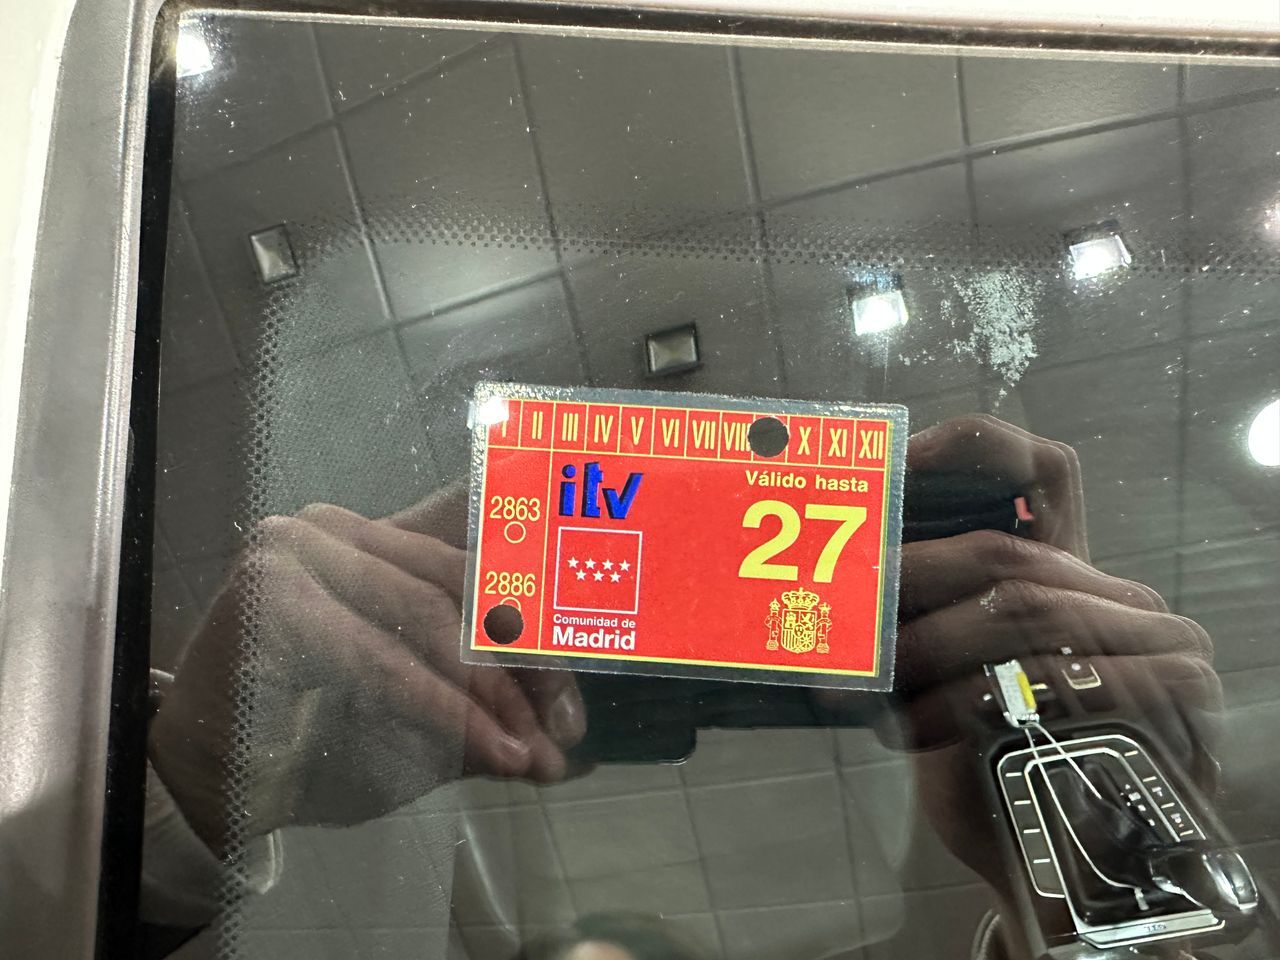 I II III IV V VI VII VIII X XI XII
itv
Válido hasta
2863
27
2886
Comunidad de
Madrid